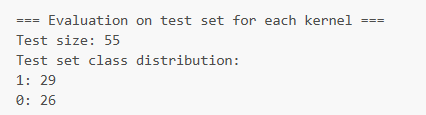 === Evaluation on test set for each kernel ===
Test size: 55
Test set class distribution:
1: 29
0: 26